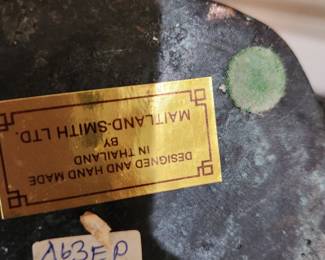 DESIGNED AND HAND MADE
IN THAILAND
BY
MAITLAND-SMITH LTD.